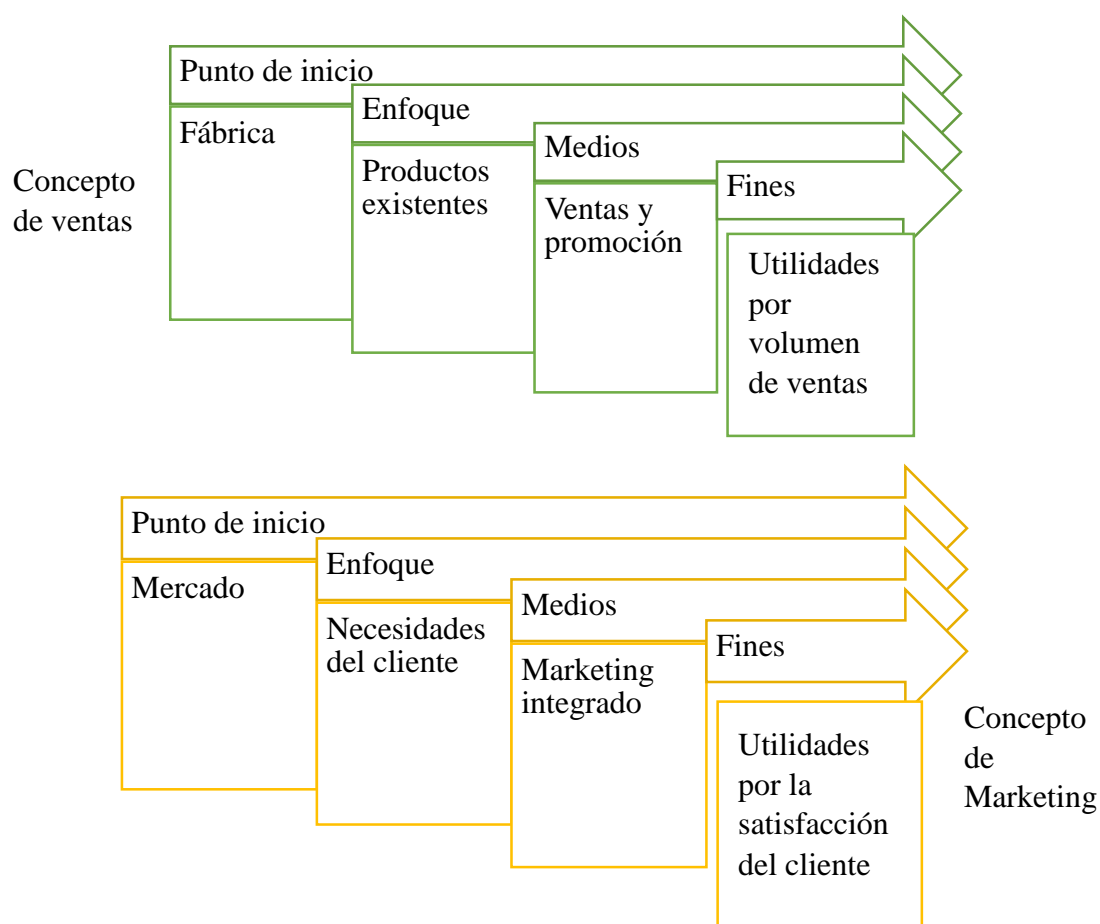 Punto de inicio
Fábrica
Enfoque
Productos
existentes
Medios
Ventas y
promoción
Fines
Utilidades
por
volumen
de ventas
Concepto
de ventas
Punto de inicio
Mercado
Enfoque
Necesidades
del cliente
Medios
Marketing
integrado
Fines
Utilidades
por la
satisfacción
del cliente
Concepto
de
Marketing